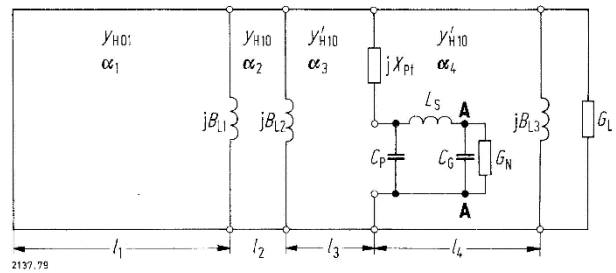 y_H01 y_H10 y'_H10 y'_H10
α_1 α_2 α_3 jX_Pt α_4
L_S A
jB_L1 jB_L2 jB_L3 G_L
C_P C_G G_N
A
l_1 l_2 l_3 l_4
2137.79